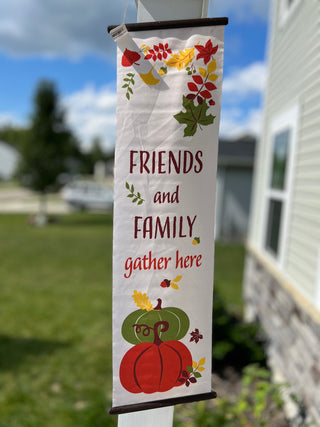 FRIENDS
and
FAMILY
gather here